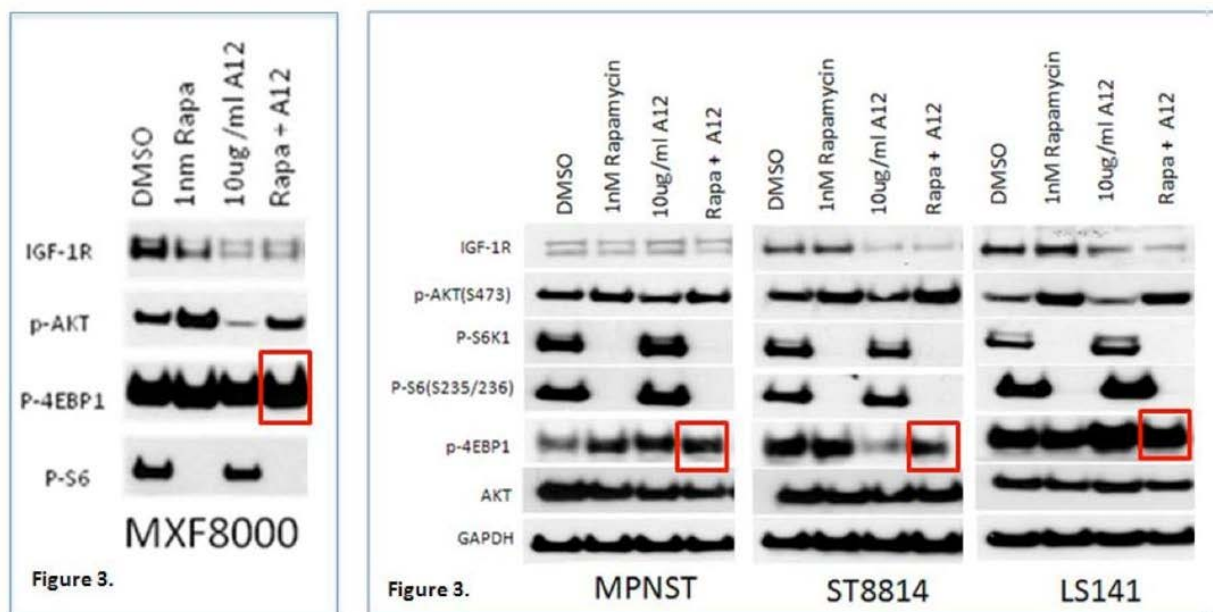 DMSO
1nm Rapa
10ug /ml A12
Rapa + A12
IGF-1R
p-AKT
P-4EBP1
P-S6
MXF8000
Figure 3.
DMSO
1nM Rapamycin
10ug/ml A12
Rapa + A12
DMSO
1nM Rapamycin
10ug/ml A12
Rapa + A12
DMSO
1nM Rapamycin
10ug/ml A12
Rapa + A12
IGF-1R
p-AKT(S473)
P-S6K1
P-S6(S235/236)
p-4EBP1
AKT
GAPDH
Figure 3.
MPNST
ST8814
LS141